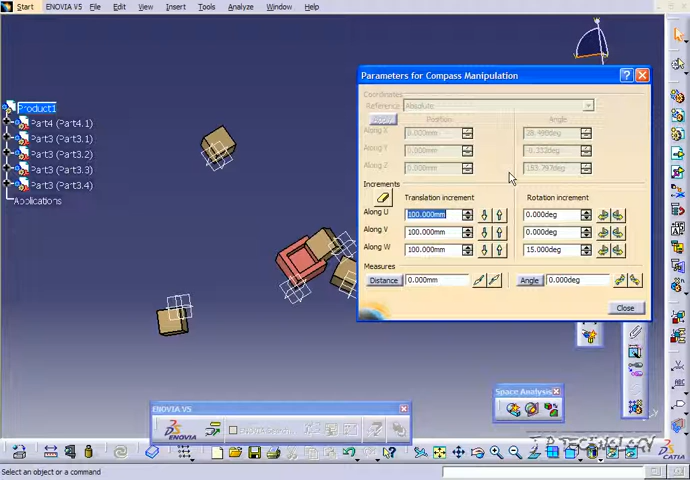 Start ENOVIA V5 File Edit View Insert Tools Analyze Window Help
Product1
Part4 (Part4.1)
Part3 (Part3.1)
Part3 (Part3.2)
Part3 (Part3.3)
Part3 (Part3.4)
Applications
Parameters for Compass Manipulation
Coordinates
Reference Absolute
Apply Position Angle
Along X 0.000mm
Along Y 0.000mm
Along Z 0.000mm 153.797deg
Increments
Translation increment Rotation increment
Along U 100.000mm 0.000deg
Along V 100.000mm 0.000deg
Along W 100.000mm 15.000deg
Measures
Distance 0.000mm Angle 0.000deg
Close
Space Analysis
ENOVIA V5
Select an object or a command
CATIA